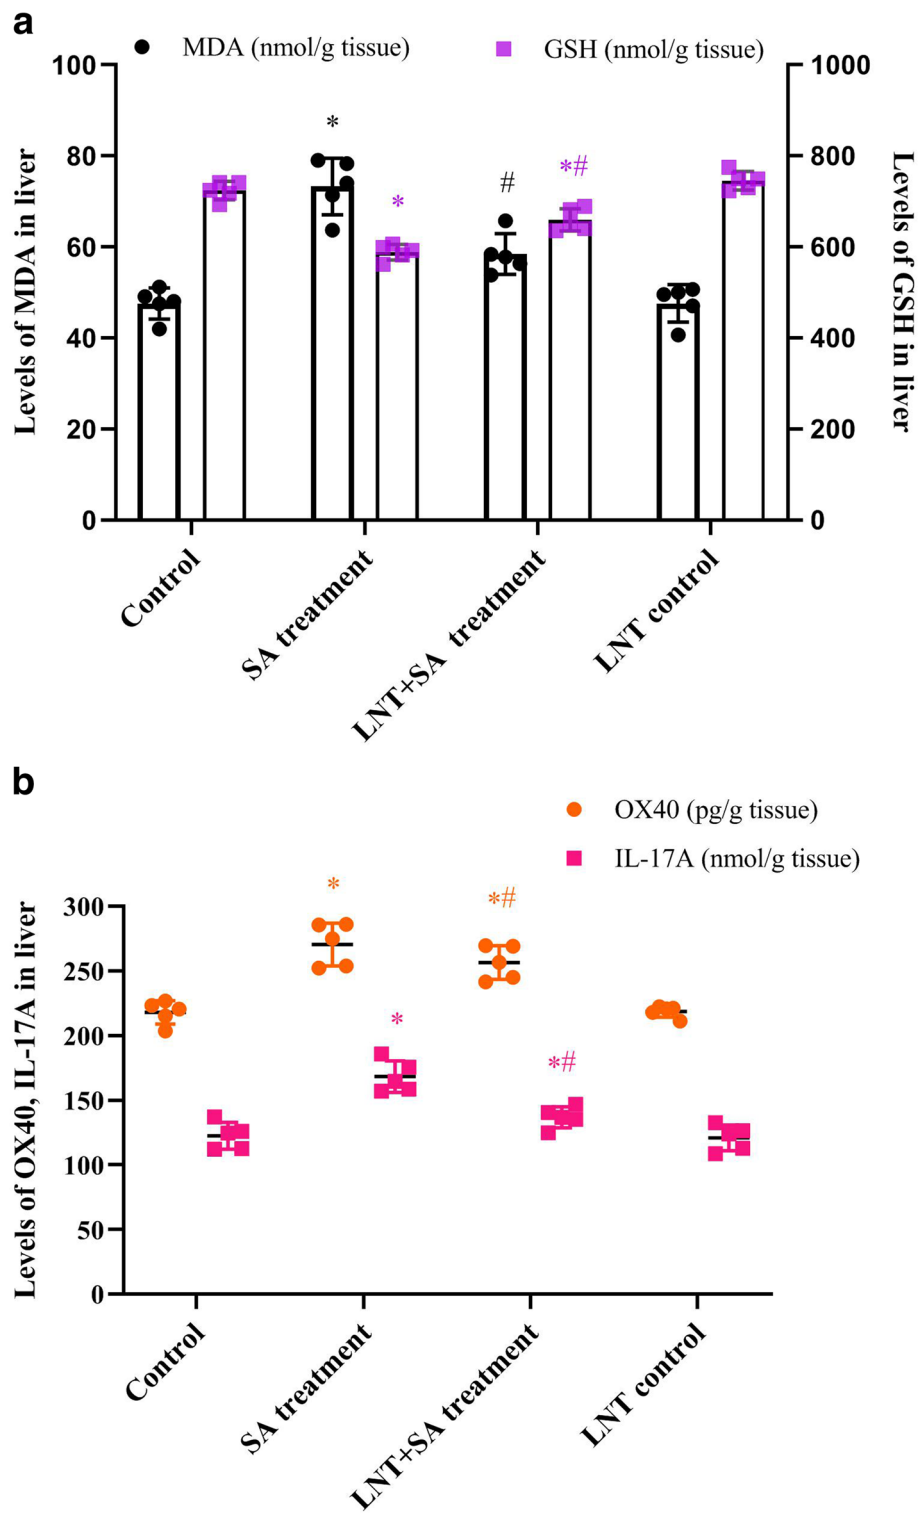 a
MDA (nmol/g tissue)
GSH (nmol/g tissue)
Levels of MDA in liver
100
80
60
40
20
0
*
*
#
*#
1000
800
600
400
200
0
Levels of GSH in liver
Control
SA treatment
LNT+SA treatment
LNT control
b
OX40 (pg/g tissue)
IL-17A (nmol/g tissue)
Levels of OX40, IL-17A in liver
300
250
200
150
100
50
0
*
*#
*
*#
Control
SA treatment
LNT+SA treatment
LNT control